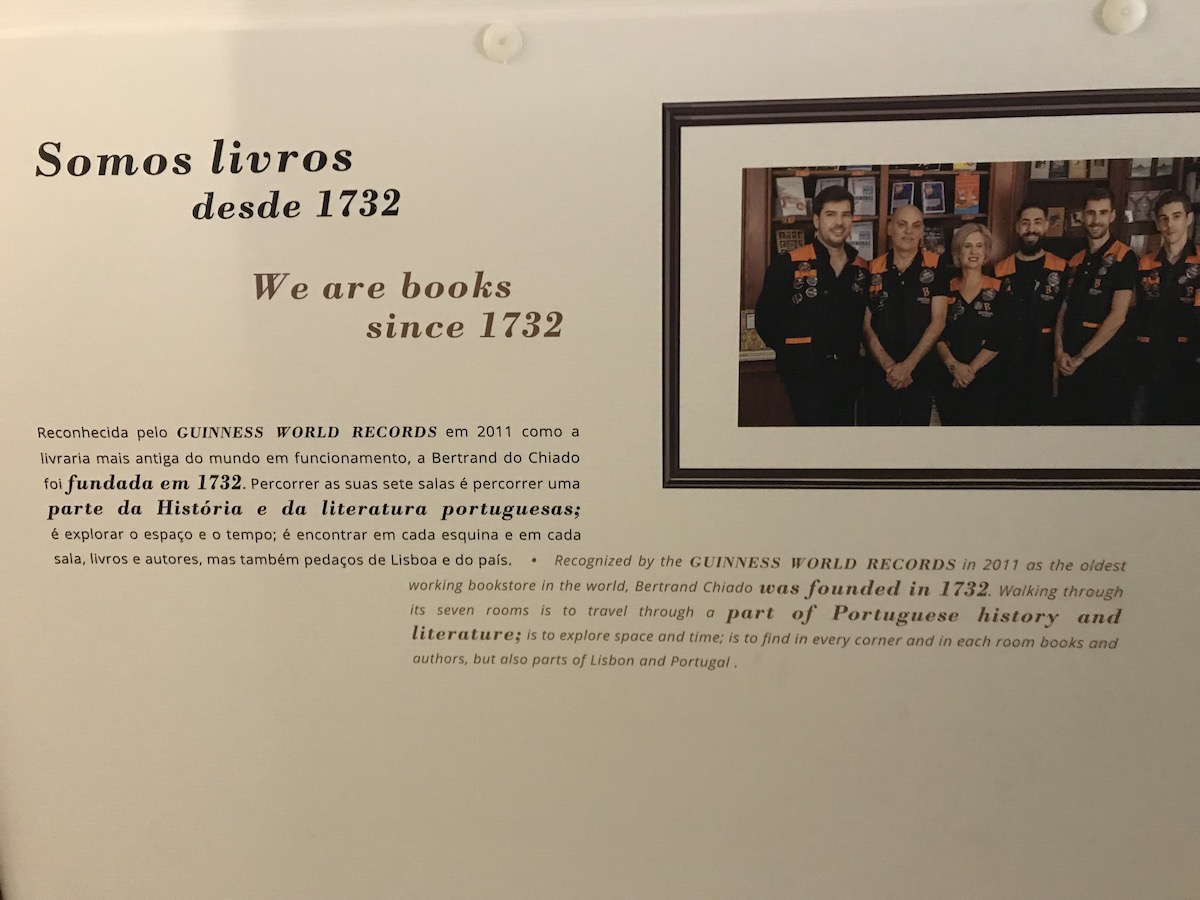 Somos livros
desde 1732
We are books
since 1732
Reconhecida pelo GUINNESS WORLD RECORDS em 2011 como a
livraria mais antiga do mundo em funcionamento, a Bertrand do Chiado
foi fundada em 1732. Percorrer as suas sete salas é percorrer uma
parte da História e da literatura portuguesas;
é explorar o espaço e o tempo; é encontrar em cada esquina e em cada
sala, livros e autores, mas também pedaços de Lisboa e do país. •
Recognized by the GUINNESS WORLD RECORDS in 2011 as the oldest
working bookstore in the world, Bertrand Chiado was founded in 1732. Walking through
its seven rooms is to travel through a part of Portuguese history and
literature; is to explore space and time; is to find in every corner and in each room books and
authors, but also parts of Lisbon and Portugal .